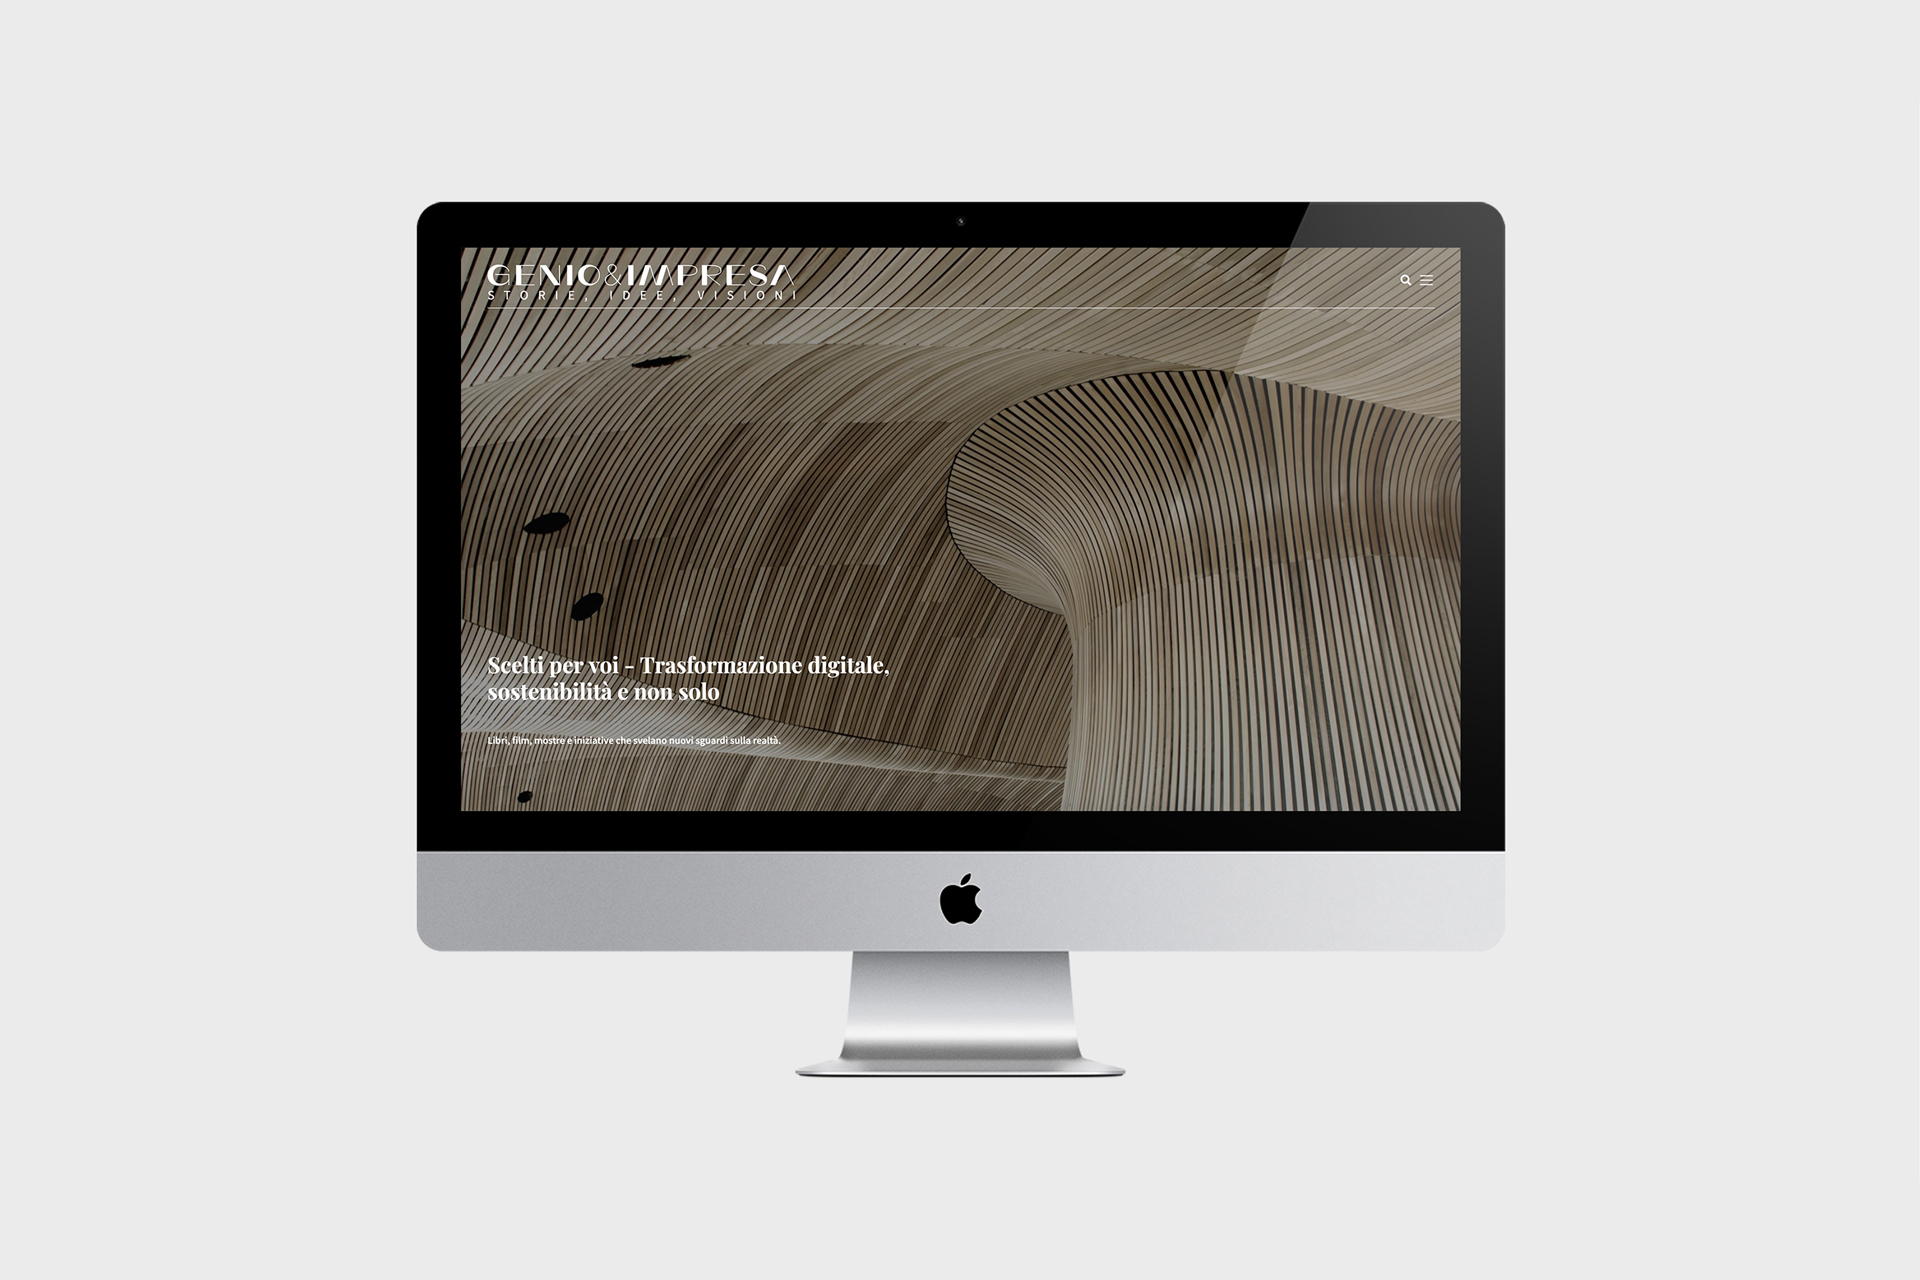 GENIO&IMPRESA
STORIE, IDEE, VISIONI
Scelti per voi - Trasformazione digitale,
sostenibilità e non solo
Libri, film, mostre e iniziative che svelano nuovi sguardi sulla realtà.